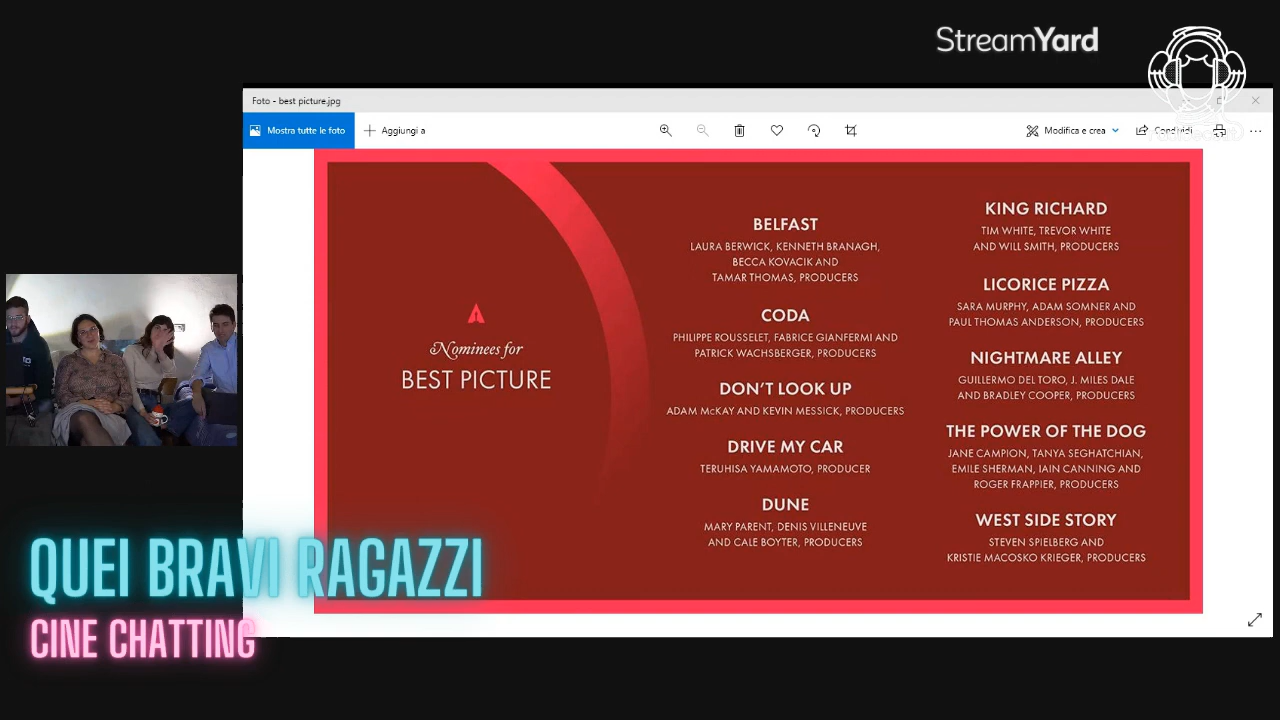 StreamYard
Foto - best picture.jpg
Mostra tutte le foto
Aggiungi a
Modifica e crea
Condividi
Nominees for
BEST PICTURE
BELFAST
LAURA BERWICK, KENNETH BRANAGH,
BECCA KOVACIK AND
TAMAR THOMAS, PRODUCERS
CODA
PHILIPPE ROUSSELET, FABRICE GIANFERMI AND
PATRICK WACHSBERGER, PRODUCERS
DON'T LOOK UP
ADAM McKAY AND KEVIN MESSICK, PRODUCERS
DRIVE MY CAR
TERUHISA YAMAMOTO, PRODUCER
DUNE
MARY PARENT, DENIS VILLENEUVE
AND CALE BOYTER, PRODUCERS
KING RICHARD
TIM WHITE, TREVOR WHITE
AND WILL SMITH, PRODUCERS
LICORICE PIZZA
SARA MURPHY, ADAM SOMNER AND
PAUL THOMAS ANDERSON, PRODUCERS
NIGHTMARE ALLEY
GUILLERMO DEL TORO, J. MILES DALE
AND BRADLEY COOPER, PRODUCERS
THE POWER OF THE DOG
JANE CAMPION, TANYA SEGHATCHIAN,
EMILE SHERMAN, IAIN CANNING AND
ROGER FRAPPIER, PRODUCERS
WEST SIDE STORY
STEVEN SPIELBERG AND
KRISTIE MACOSKO KRIEGER, PRODUCERS
QUEI BRAVI RAGAZZI
CINE CHATTING